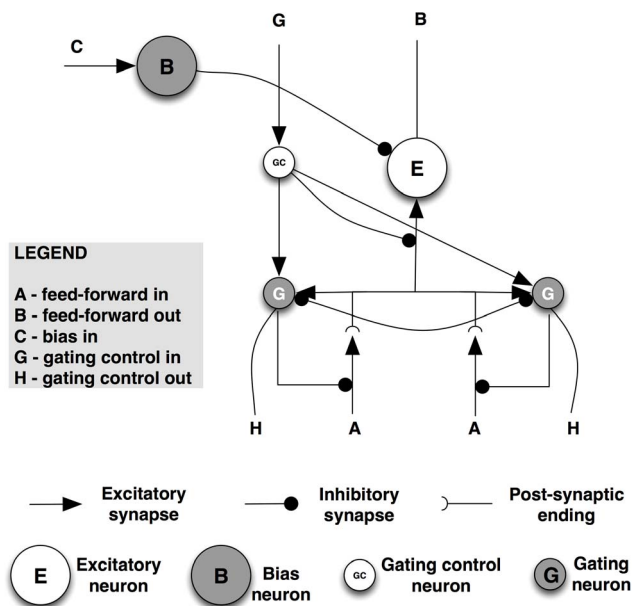 G
B
C
B
GC
E
LEGEND
A - feed-forward in
B - feed-forward out
C - bias in
G - gating control in
H - gating control out
G
G
H
A
A
H
Excitatory
synapse
Inhibitory
synapse
Post-synaptic
ending
E
Excitatory
neuron
B
Bias
neuron
GC
Gating control
neuron
G
Gating
neuron